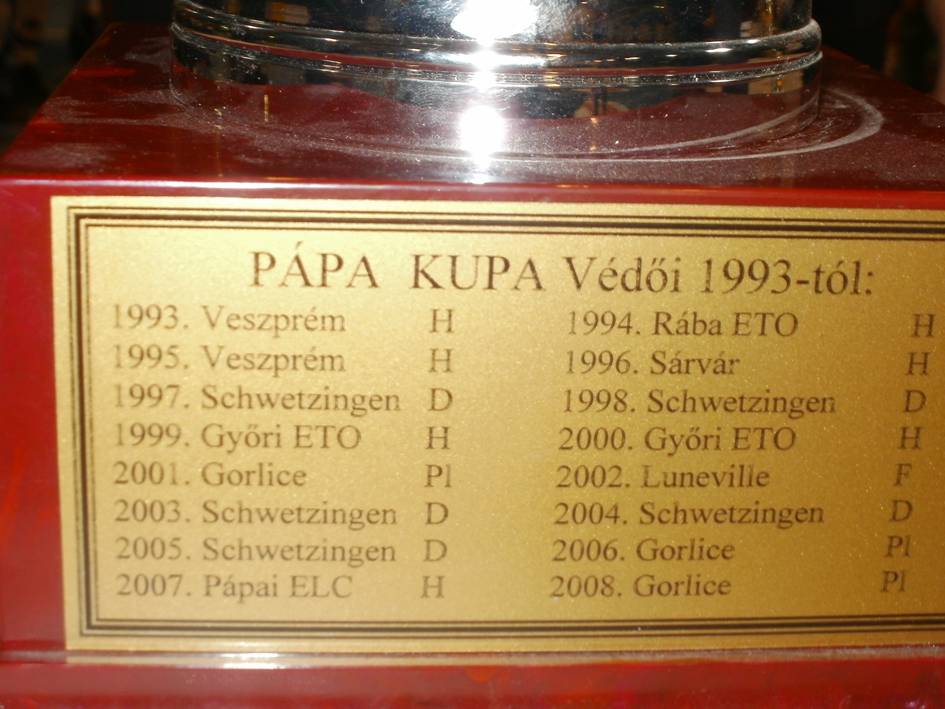 PÁPA KUPA Védői 1993-tól:
1993. Veszprém H 1994. Rába ETO H
1995. Veszprém H 1996. Sárvár H
1997. Schwetzingen D 1998. Schwetzingen D
1999. Győri ETO H 2000. Győri ETO H
2001. Gorlice Pl 2002. Luneville F
2003. Schwetzingen D 2004. Schwetzingen D
2005. Schwetzingen D 2006. Gorlice Pl
2007. Pápai ELC H 2008. Gorlice Pl